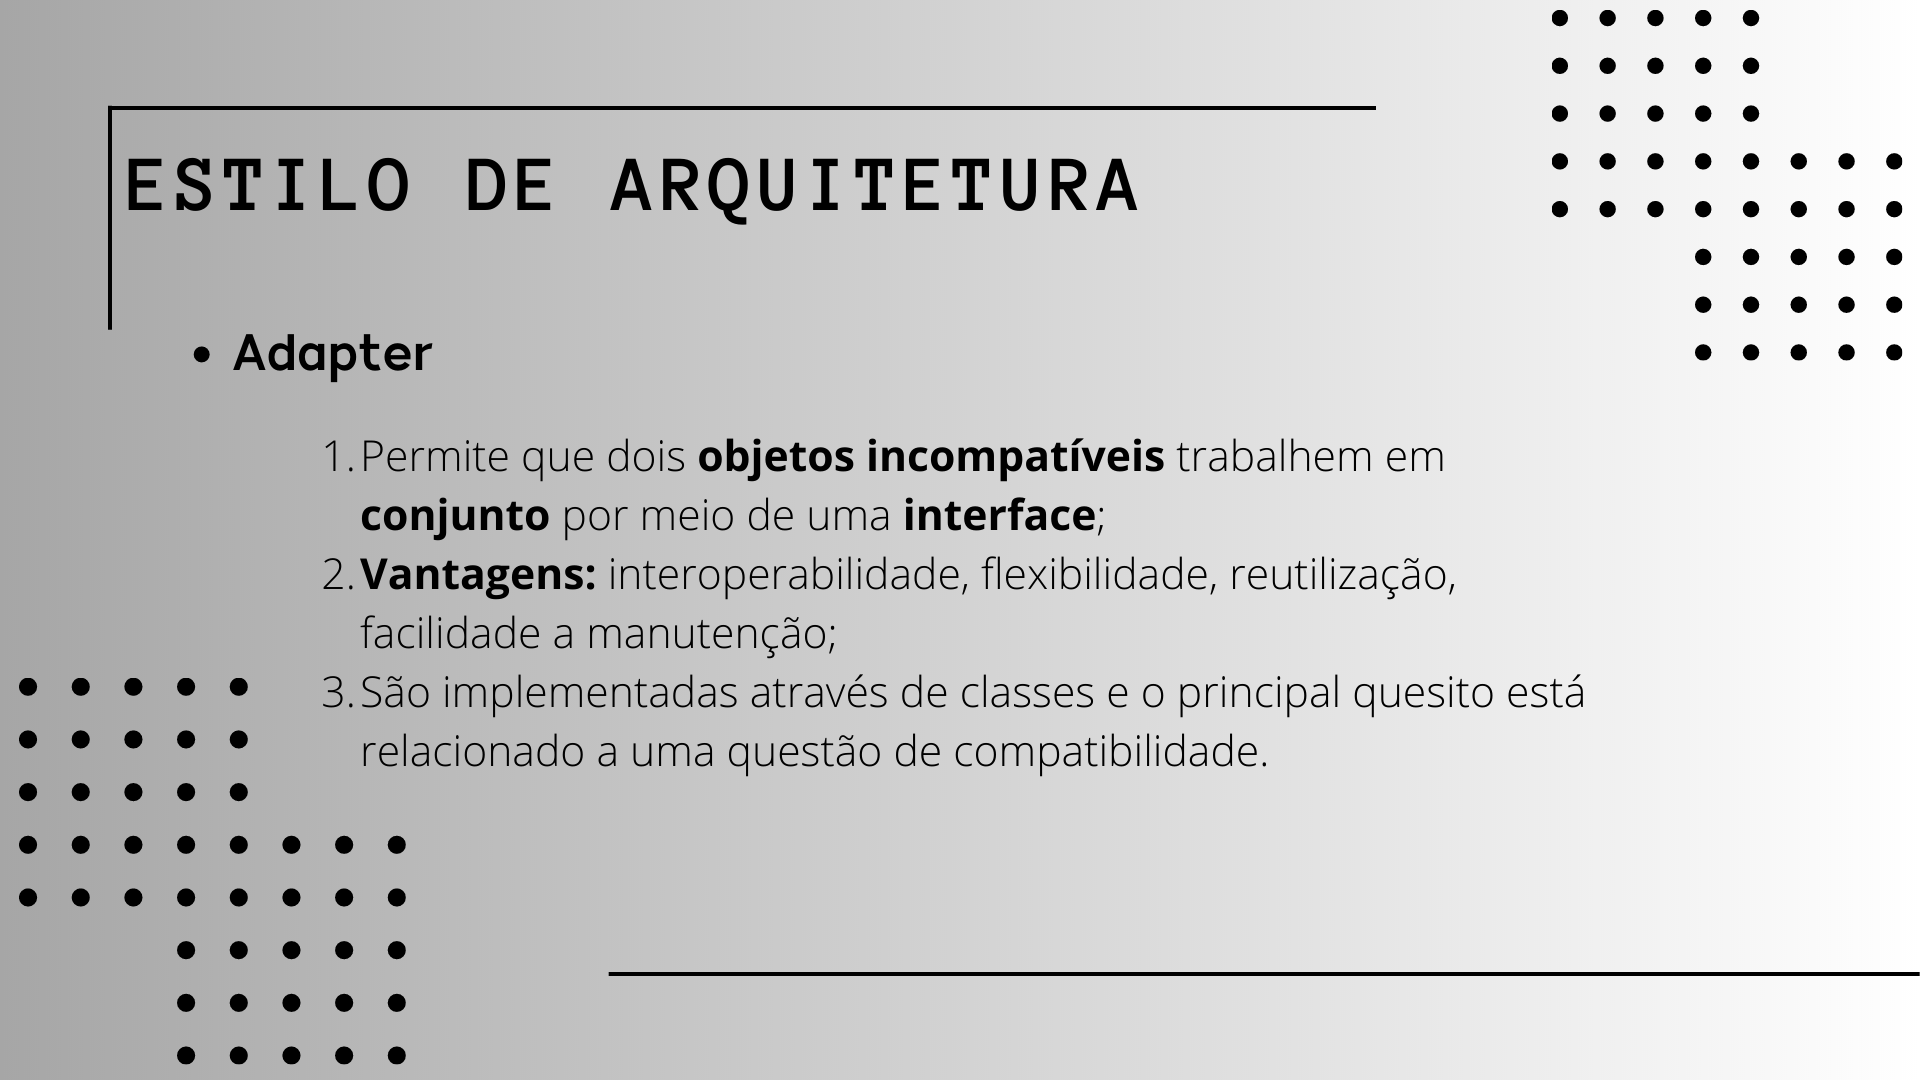 ESTILO DE ARQUITETURA
• Adapter
1. Permite que dois objetos incompatíveis trabalhem em
conjunto por meio de uma interface;
2. Vantagens: interoperabilidade, flexibilidade, reutilização,
facilidade a manutenção;
3. São implementadas através de classes e o principal quesito está
relacionado a uma questão de compatibilidade.